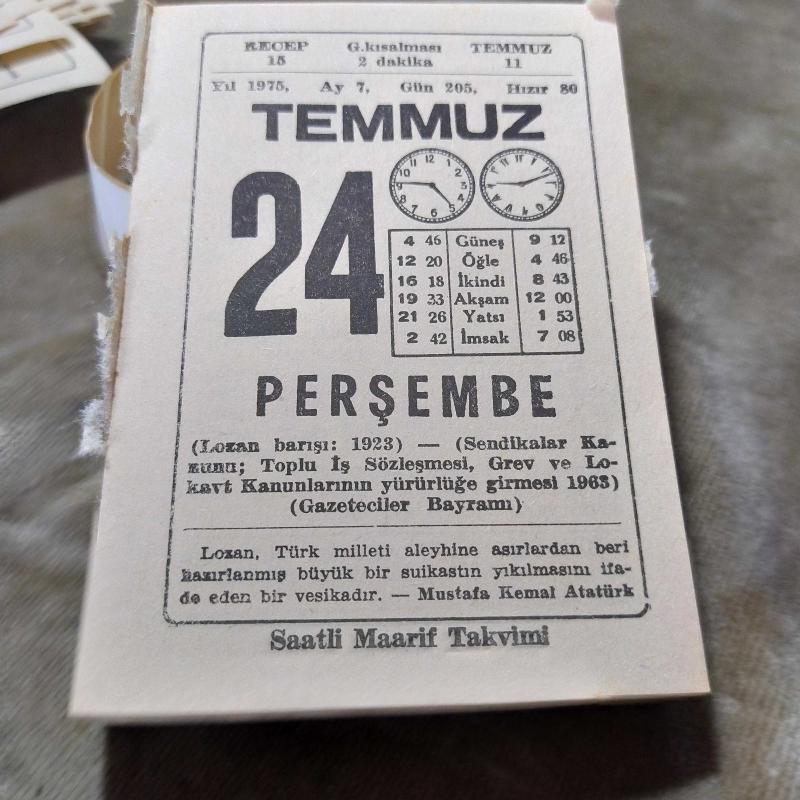 RECEP G.kısalması TEMMUZ
15 2 dakika 11
Yıl 1975, Ay 7, Gün 205, Hızır 80
TEMMUZ
24
4 46 Güneş 9 12
12 20 Öğle 4 46
16 18 İkindi 8 43
19 33 Akşam 12 00
21 26 Yatsı 1 53
2 42 İmsak 7 08
PERŞEMBE
(Lozan barışı: 1923) — (Sendikalar Ka-
nunu; Toplu İş Sözleşmesi, Grev ve Lo-
kavt Kanunlarının yürürlüğe girmesi 1963)
(Gazeteciler Bayramı)
Lozan, Türk milleti aleyhine asırlardan beri
hazırlanmış büyük bir suikastın yıkılmasını ifa-
de eden bir vesikadır. — Mustafa Kemal Atatürk
Saatli Maarif Takvimi